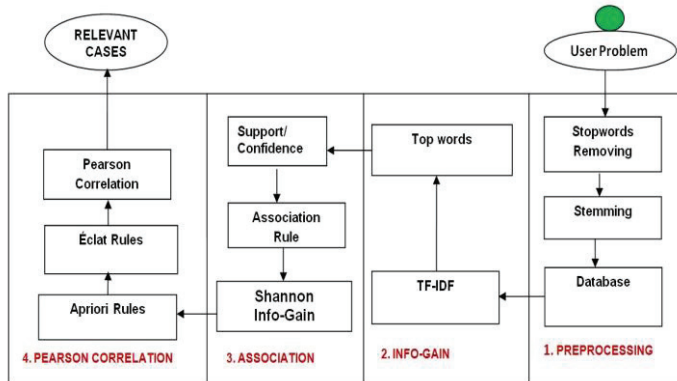 RELEVANT
CASES
User Problem
Support/
Confidence
Top words
Stopwords
Removing
Pearson
Correlation
Stemming
Association
Rule
Éclat Rules
Shannon
Info-Gain
TF-IDF
Database
Apriori Rules
4. PEARSON CORRELATION
3. ASSOCIATION
2. INFO-GAIN
1. PREPROCESSING